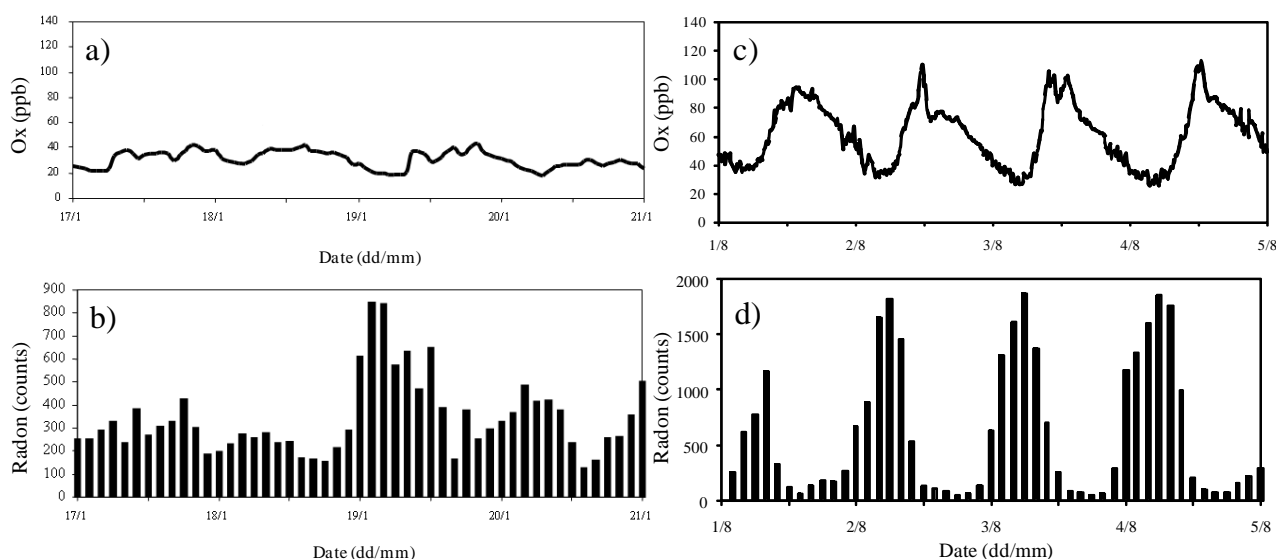 a)
Ox (ppb)
140
120
100
80
60
40
20
0
17/1 18/1 19/1 20/1 21/1
Date (dd/mm)
b)
Radon (counts)
900
800
700
600
500
400
300
200
100
0
17/1 18/1 19/1 20/1 21/1
Date (dd/mm)
c)
Ox (ppb)
140
120
100
80
60
40
20
0
1/8 2/8 3/8 4/8 5/8
Date (dd/mm)
d)
Radon (counts)
2000
1500
1000
500
0
1/8 2/8 3/8 4/8 5/8
Date (dd/mm)